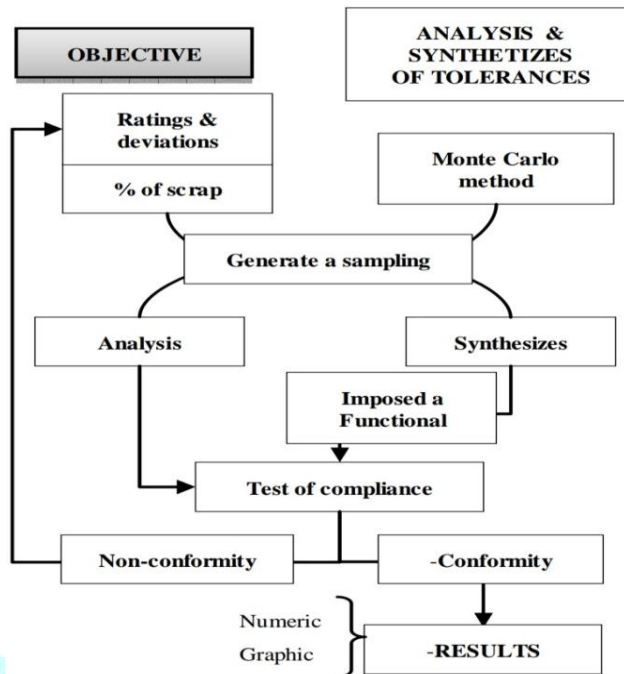 OBJECTIVE
ANALYSIS &
SYNTHETIZES
OF TOLERANCES
Ratings &
deviations
% of scrap
Monte Carlo
method
Generate a sampling
Analysis
Synthesizes
Imposed a
Functional
Test of compliance
Non-conformity
-Conformity
Numeric
Graphic
-RESULTS